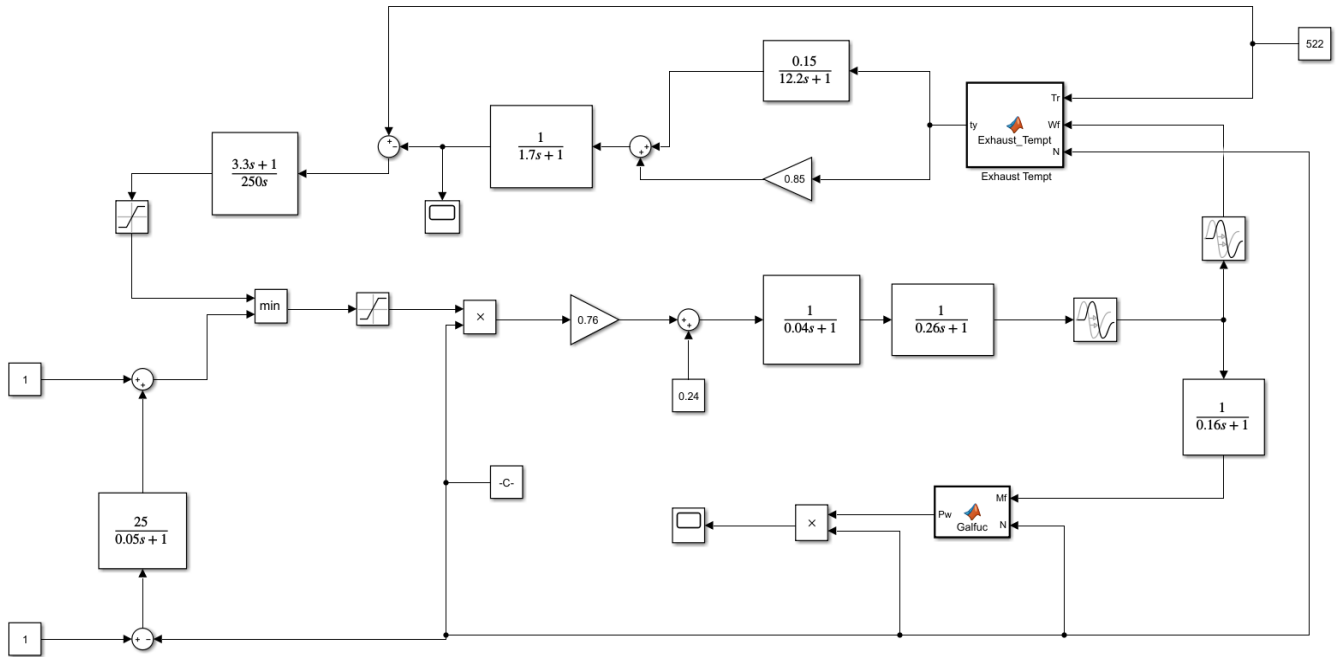 522
0.15
12.2s + 1
Tr
ty
Wf
Exhaust_Tempt
N
Exhaust Tempt
1
1.7s + 1
+
-
+
+
3.3s + 1
250s
0.85
min
×
0.76
+
+
1
0.04s + 1
1
0.26s + 1
1
+
+
0.24
1
0.16s + 1
-C-
25
0.05s + 1
×
Mf
Pw
Galfuc
N
1
+
-